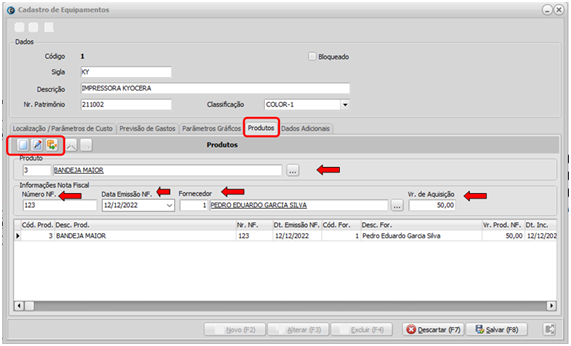 Cadastro de Equipamentos
Dados
Código 1 Bloqueado
Sigla KY
Descrição IMPRESSORA KYOCERA
Nr. Patrimônio 211002 Classificação COLOR-1
Localização / Parâmetros de Custo Previsão de Gastos Parâmetros Gráficos Produtos Dados Adicionais
Produtos
Produto
3 BANDEJA MAIOR ...
Informações Nota Fiscal
Número NF. Data Emissão NF. Fornecedor Vr. de Aquisição
123 12/12/2022 1 PEDRO EDUARDO GARCIA SILVA ... 50,00
Cód. Prod. Desc. Prod. Nr. NF. Dt. Emissão NF. Cód. For. Desc. For. Vr. Prod. NF. Dt. Inc.
3 BANDEJA MAIOR 123 12/12/2022 1 Pedro Eduardo Garcia Silva 50,00 12/12/202
Novo (F2) Alterar (F3) Excluir (F4) Descartar (F7) Salvar (F8)